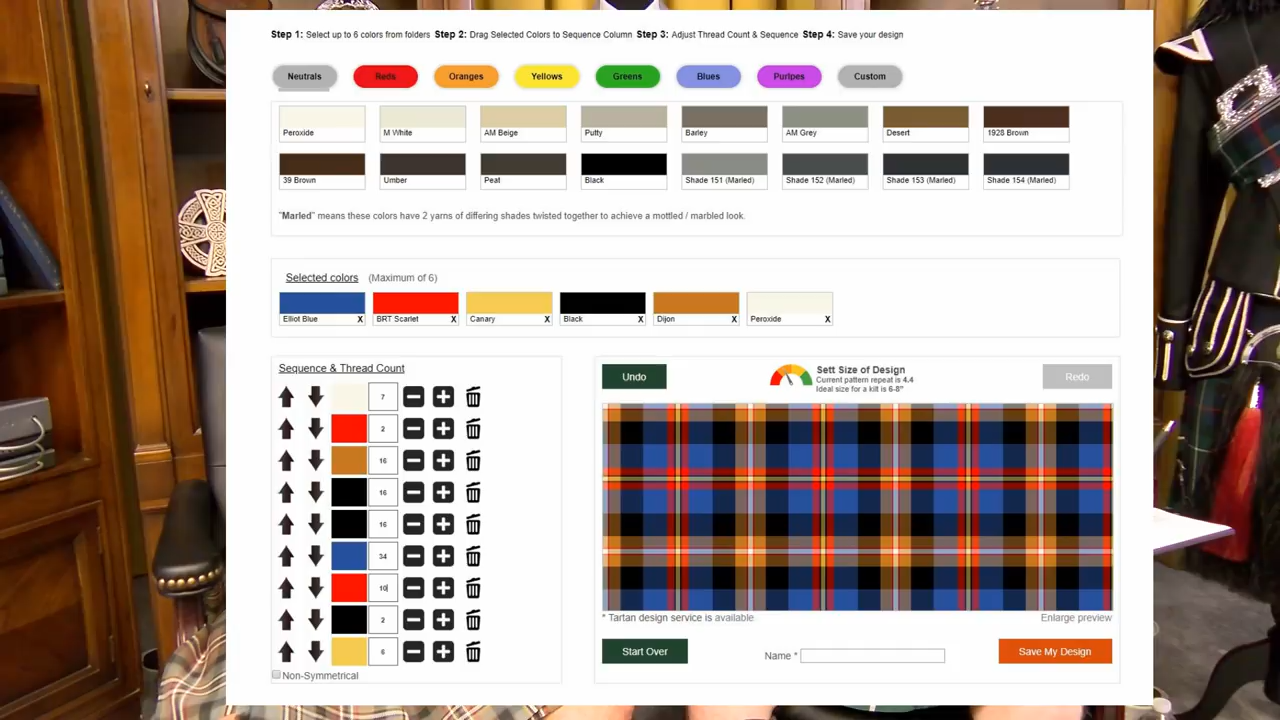 Step 1: Select up to 6 colors from folders Step 2: Drag Selected Colors to Sequence Column Step 3: Adjust Thread Count & Sequence Step 4: Save your design
Neutrals Reds Oranges Yellows Greens Blues Purlpes Custom
Peroxide M White AM Beige Putty Barley AM Grey Desert 1928 Brown
39 Brown Umber Peat Black Shade 151 (Marled) Shade 152 (Marled) Shade 153 (Marled) Shade 154 (Marled)
"Marled" means these colors have 2 yarns of differing shades twisted together to achieve a mottled / marbled look.
Selected colors (Maximum of 6)
Elliot Blue X BRT Scarlet X Canary X Black X Dijon X Peroxide X
Sequence & Thread Count
7
2
16
16
16
34
10
2
6
Non-Symmetrical
Undo
Sett Size of Design
Current pattern repeat is 4.4
Ideal size for a kilt is 6-8"
Redo
* Tartan design service is available Enlarge preview
Start Over Name * Save My Design